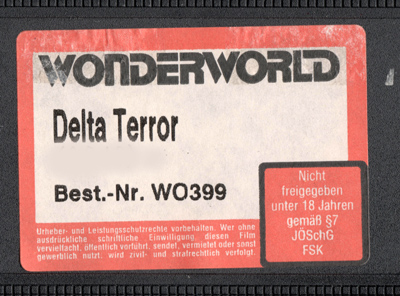 WONDERWORLD
Delta Terror
Best.-Nr. WO399
Nicht
freigegeben
unter 18 Jahren
gemäß §7
JÖSchG
FSK
Urheber- und Leistungsschutzrechte vorbehalten. Wer ohne
ausdrückliche schriftliche Einwilligung, diesen Film
vervielfacht, öffentlich vorführt, sendet, vermietet oder sonst
gewerblich nutzt, wird zivil- und strafrechtlich verfolgt.